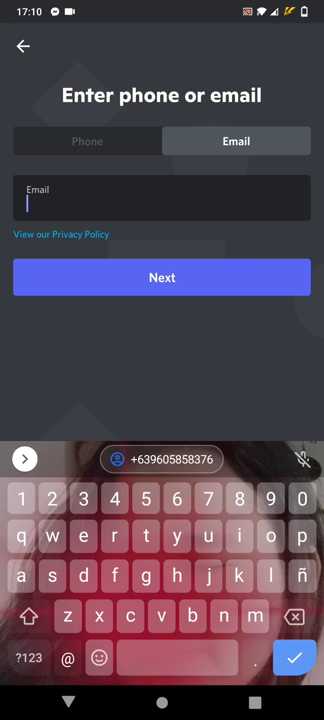 17:10
Enter phone or email
Phone
Email
Email
View our Privacy Policy
Next
+639605858376
1 2 3 4 5 6 7 8 9 0
q w e r t y u i o p
a s d f g h j k l ñ
z x c v b n m
?123 @ .